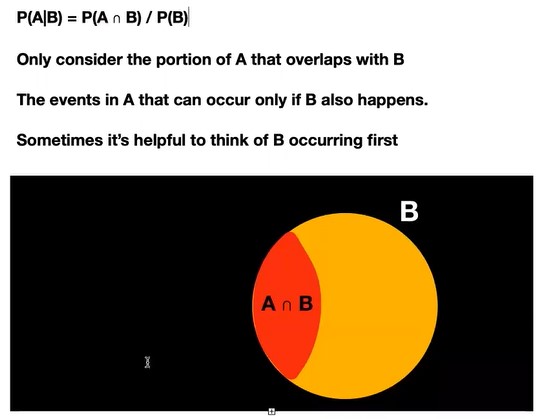 P(A|B) = P(A ∩ B) / P(B)
Only consider the portion of A that overlaps with B
The events in A that can occur only if B also happens.
Sometimes it’s helpful to think of B occurring first
B
A ∩ B